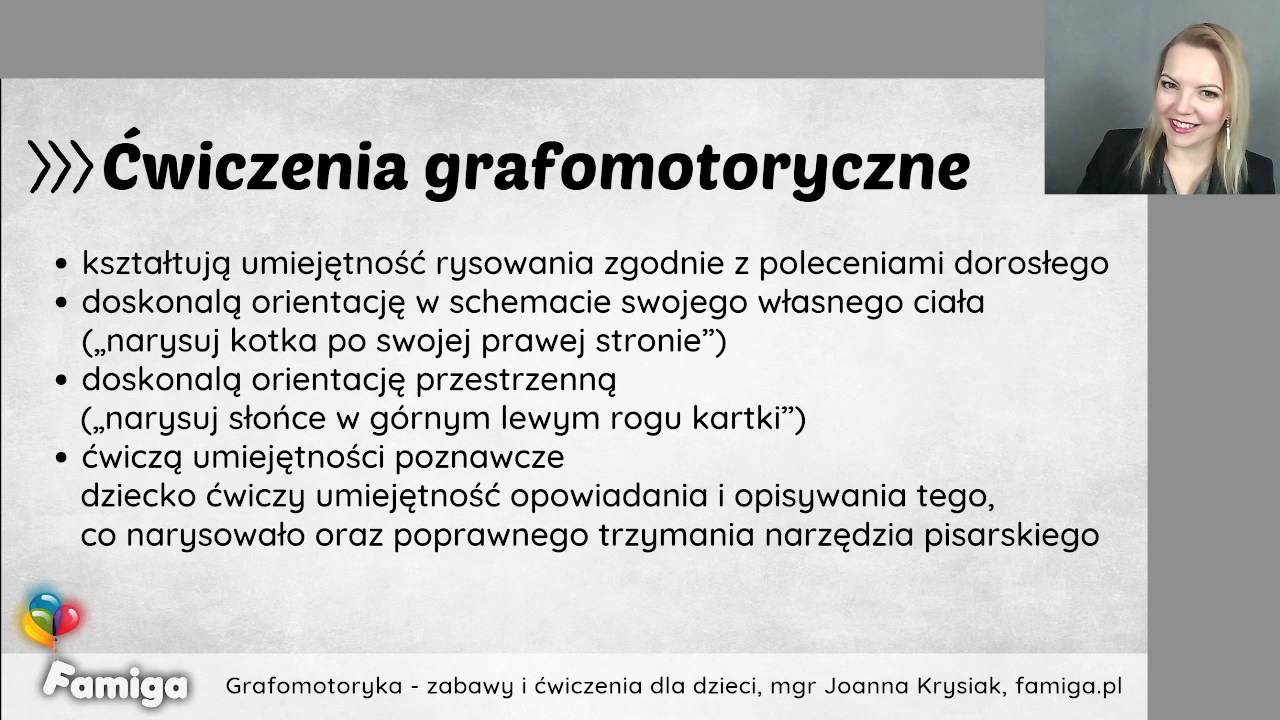 Ćwiczenia grafomotoryczne
• kształtują umiejętność rysowania zgodnie z poleceniami dorosłego
• doskonalą orientację w schemacie swojego własnego ciała
(„narysuj kotka po swojej prawej stronie”)
• doskonalą orientację przestrzenną
(„narysuj słońce w górnym lewym rogu kartki”)
• ćwiczą umiejętności poznawcze
dziecko ćwiczy umiejętność opowiadania i opisywania tego,
co narysowało oraz poprawnego trzymania narzędzia pisarskiego
Famiga
Grafomotoryka - zabawy i ćwiczenia dla dzieci, mgr Joanna Krysiak, famiga.pl